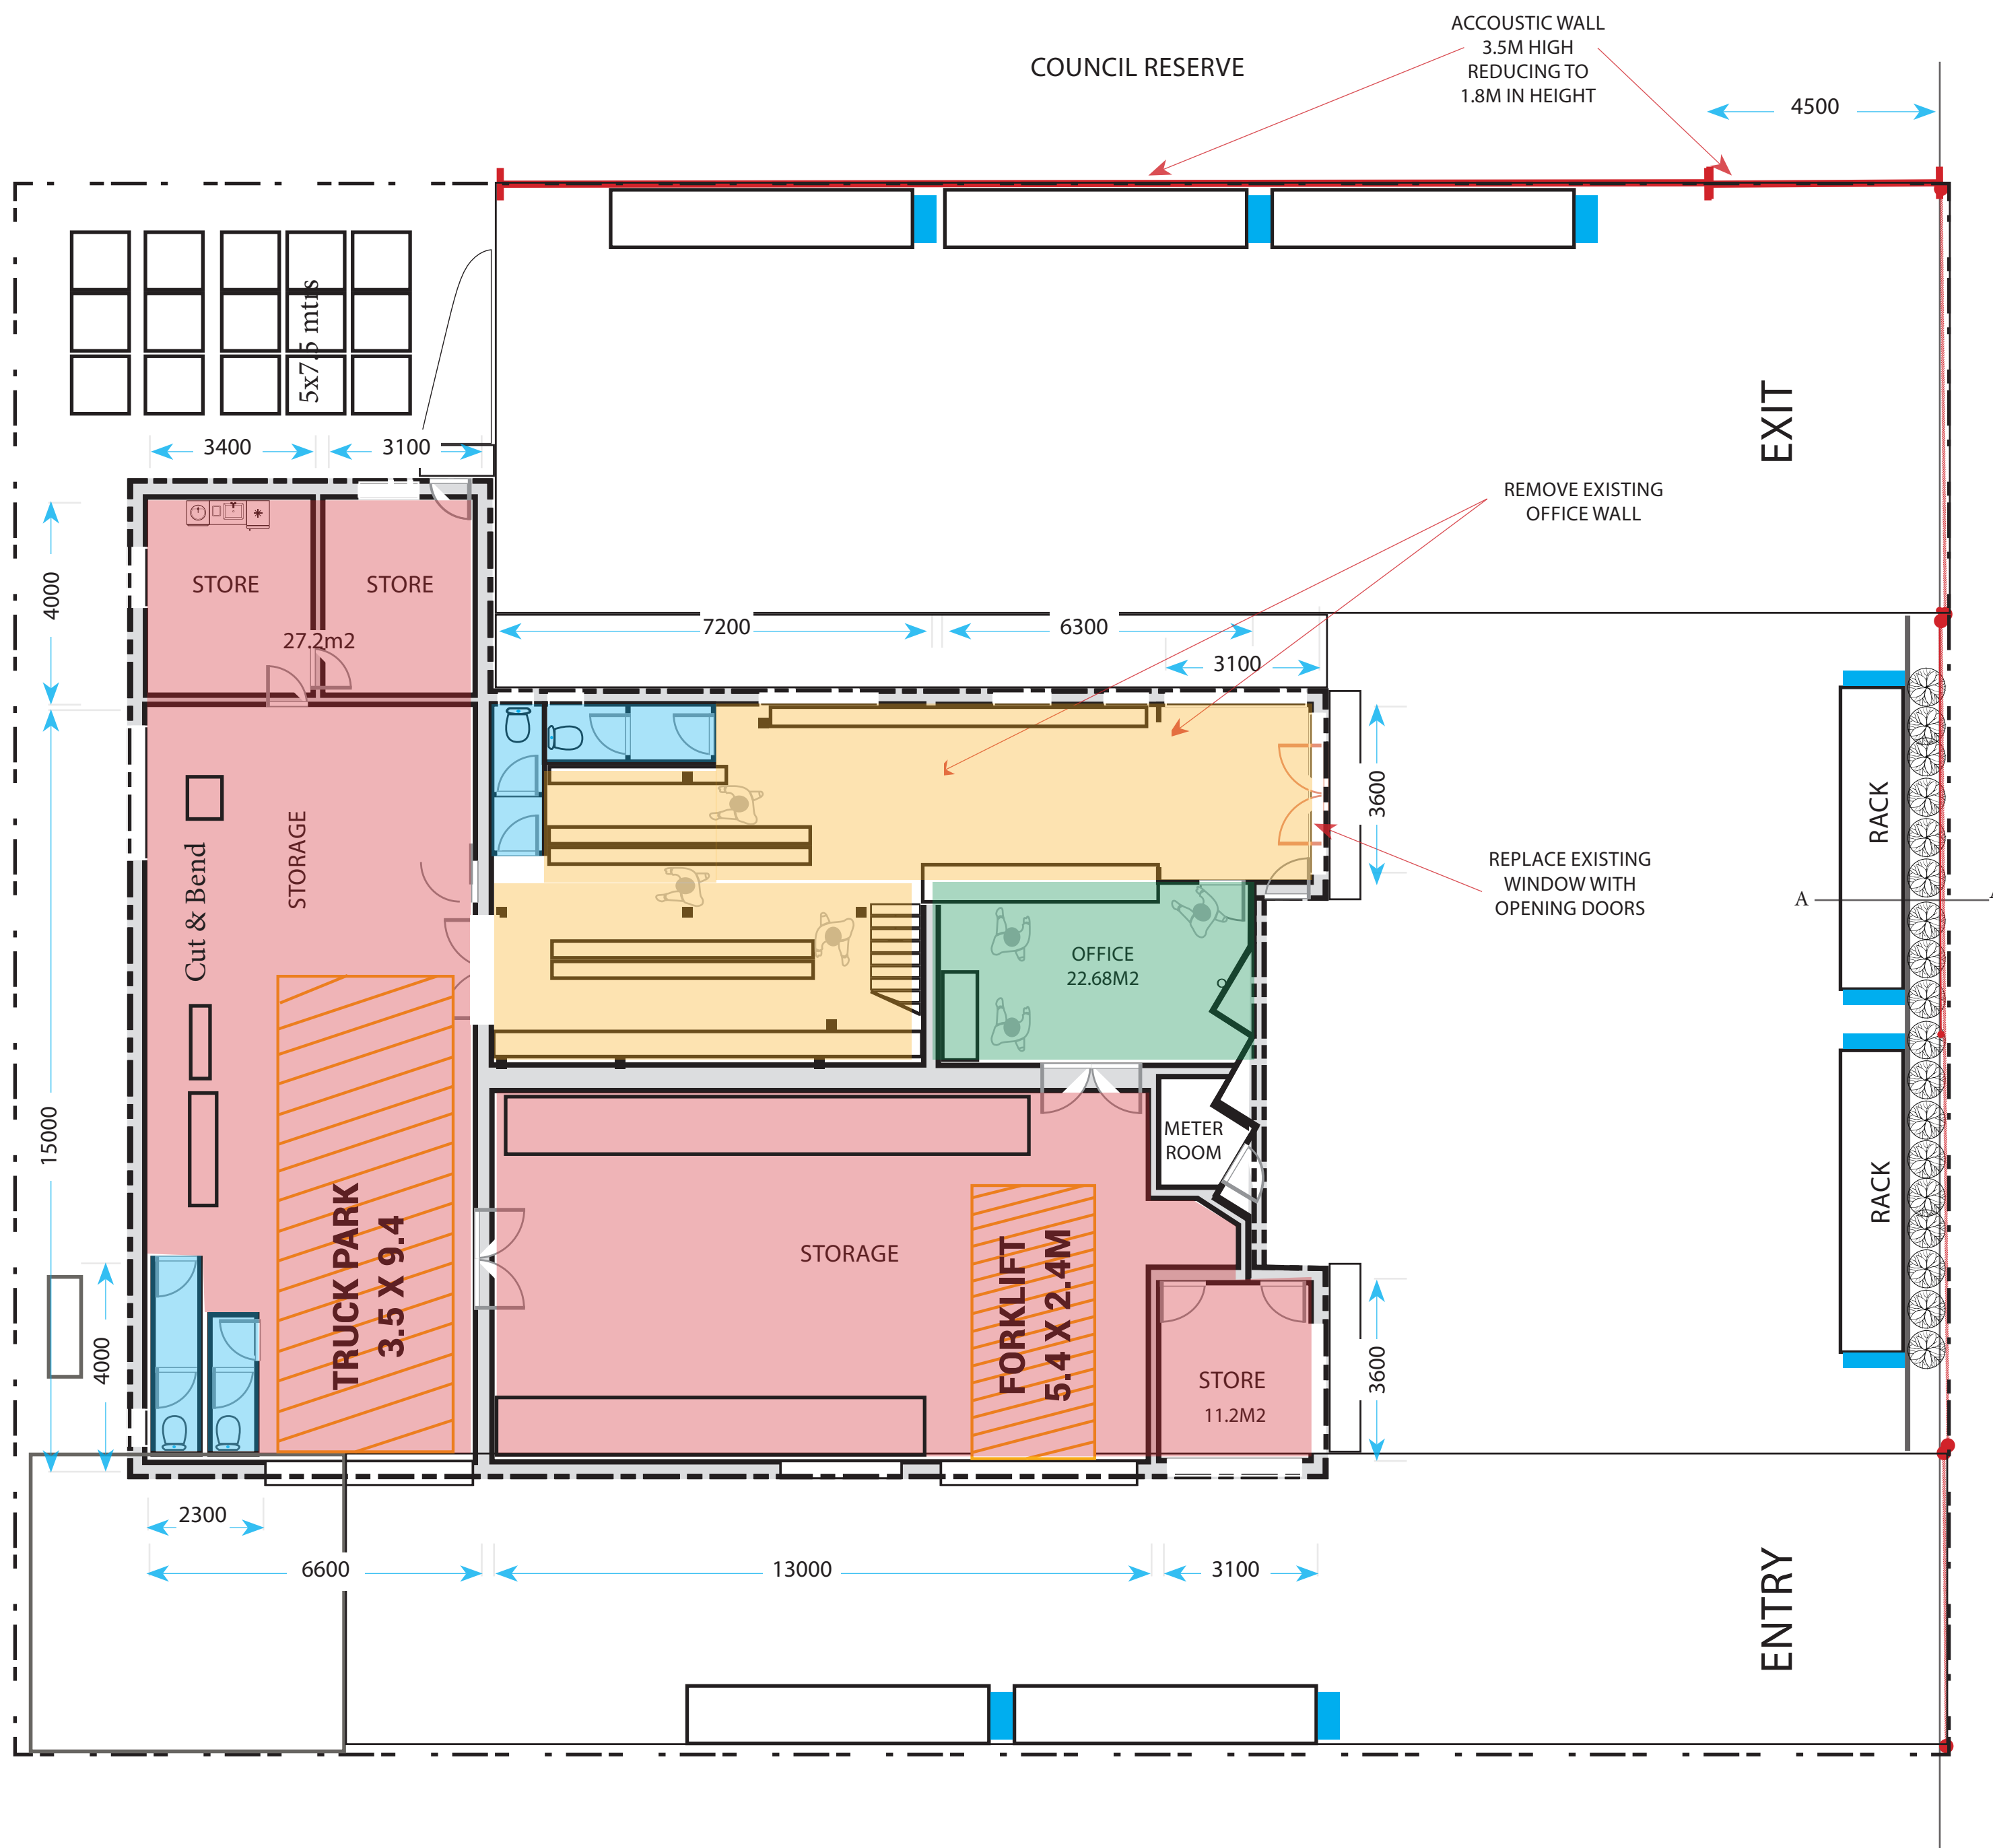 ACCOUSTIC WALL
3.5M HIGH
REDUCING TO
1.8M IN HEIGHT
COUNCIL RESERVE
4500
5x7.5 mtrs
EXIT
3400
3100
REMOVE EXISTING
OFFICE WALL
4000
STORE
STORE
27.2m2
7200
6300
3100
3600
RACK
STORAGE
Cut & Bend
REPLACE EXISTING
WINDOW WITH
OPENING DOORS
A
OFFICE
22.68M2
15000
METER
ROOM
RACK
TRUCK PARK
3.5 X 9.4
STORAGE
FORKLIFT
5.4 X 2.4M
4000
STORE
11.2M2
3600
2300
6600
13000
3100
ENTRY